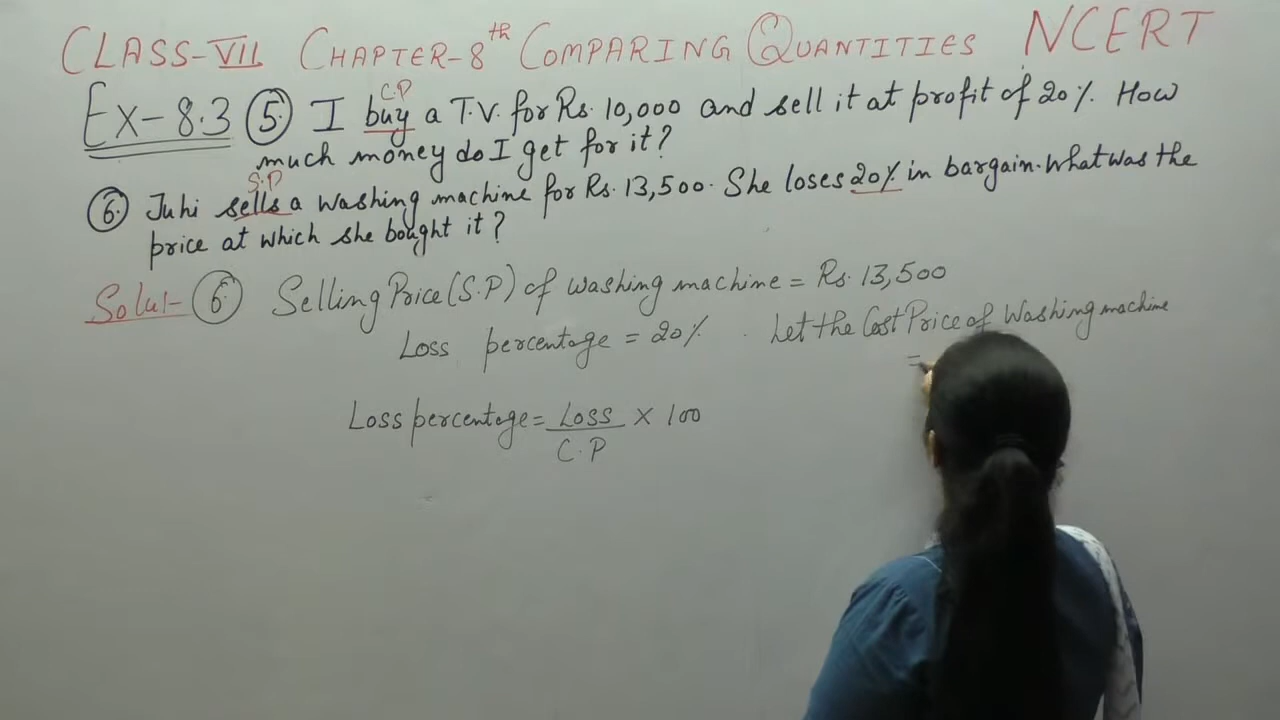 CLASS-VII CHAPTER-8th COMPARING QUANTITIES NCERT
C.P
Ex-8.3 (5.) I buy a T.V. for Rs. 10,000 and sell it at profit of 20%. How
much money do I get for it?
S.P
(6.) Juhi sells a washing machine for Rs. 13,500. She loses 20% in bargain. What was the
price at which she bought it?
Solut- (6.) Selling Price (S.P) of washing machine = Rs. 13,500
Loss percentage = 20% . Let the Cost Price of Washing machine
=
Loss percentage = Loss × 100
C.P